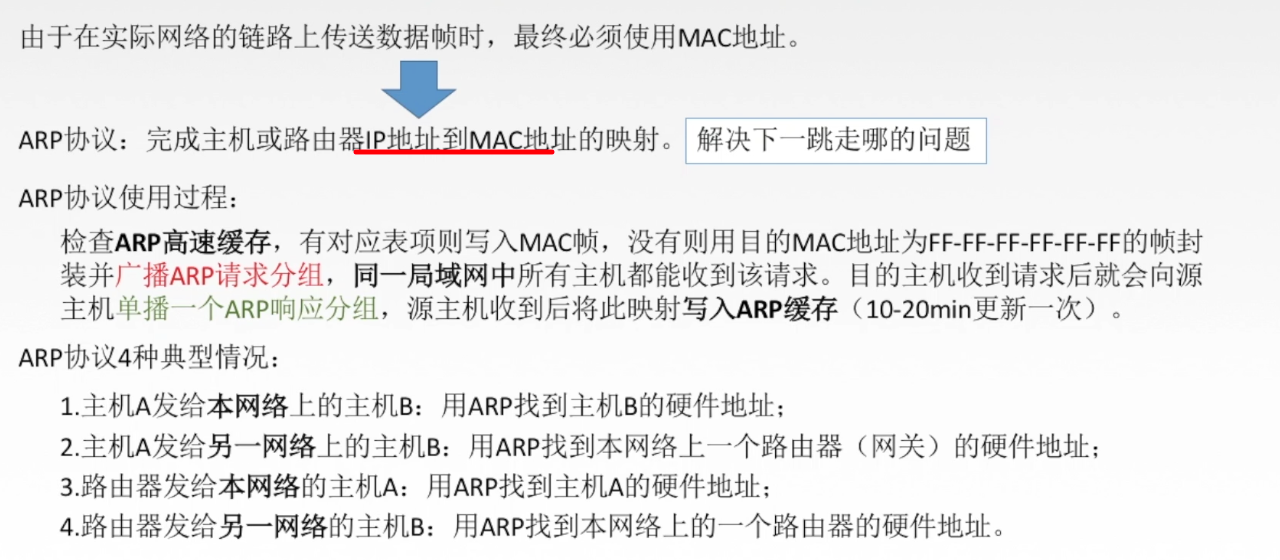 由于在实际网络的链路上传送数据帧时，最终必须使用MAC地址。
ARP协议：完成主机或路由器IP地址到MAC地址的映射。 解决下一跳走哪的问题
ARP协议使用过程：
检查ARP高速缓存，有对应表项则写入MAC帧，没有则用目的MAC地址为FF-FF-FF-FF-FF-FF的帧封
装并广播ARP请求分组，同一局域网中所有主机都能收到该请求。目的主机收到请求后就会向源
主机单播一个ARP响应分组，源主机收到后将此映射写入ARP缓存（10-20min更新一次）。
ARP协议4种典型情况：
1.主机A发给本网络上的主机B：用ARP找到主机B的硬件地址；
2.主机A发给另一网络上的主机B：用ARP找到本网络上一个路由器（网关）的硬件地址；
3.路由器发给本网络的主机A：用ARP找到主机A的硬件地址；
4.路由器发给另一网络的主机B：用ARP找到本网络上的一个路由器的硬件地址。